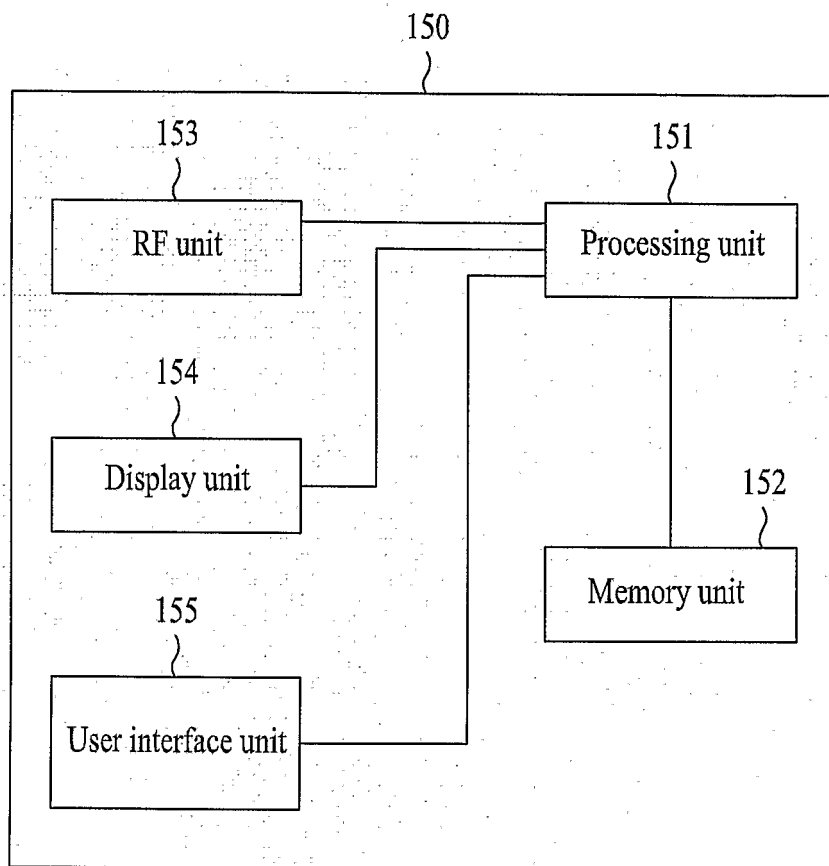 150
153
RF unit
151
Processing unit
154
Display unit
152
Memory unit
155
User interface unit